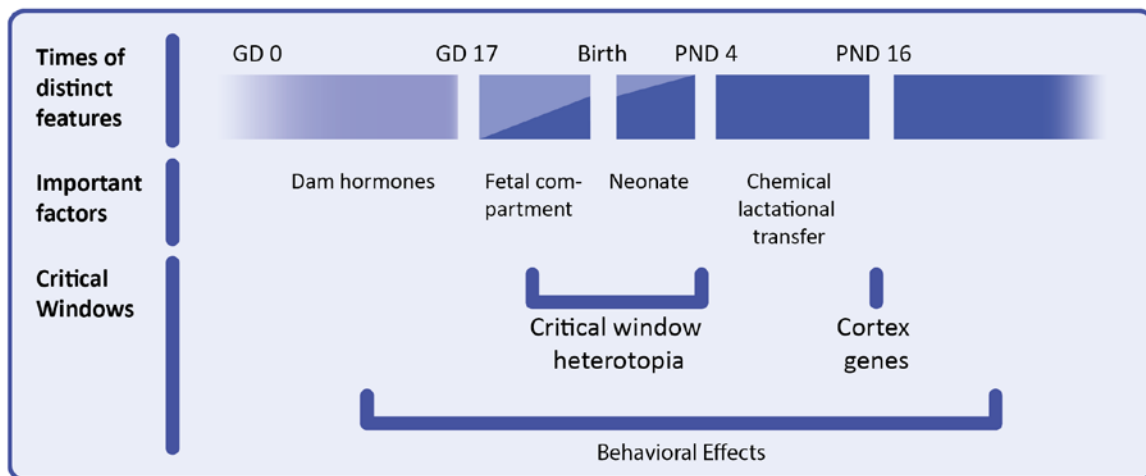 Times of
distinct
features
GD 0
GD 17
Birth
PND 4
PND 16
Important
factors
Dam hormones
Fetal com-
partment
Neonate
Chemical
lactational
transfer
Critical
Windows
Critical window
heterotopia
Cortex
genes
Behavioral Effects